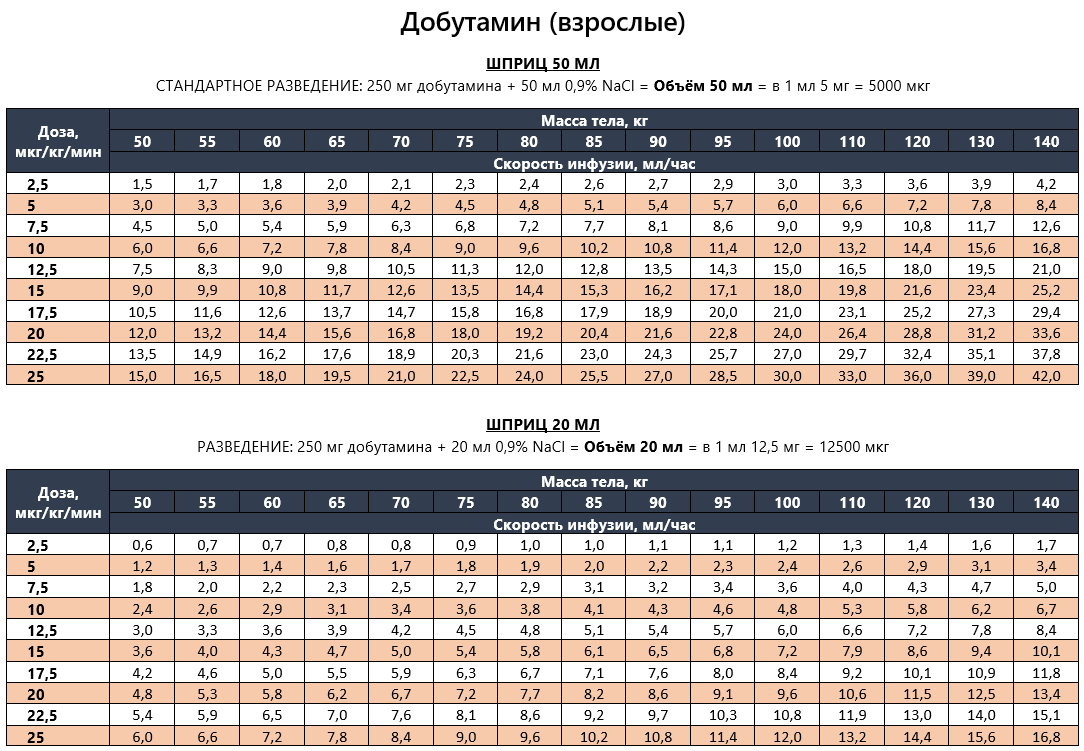 Добутамин (взрослые)
ШПРИЦ 50 МЛ
СТАНДАРТНОЕ РАЗВЕДЕНИЕ: 250 мг добутамина + 50 мл 0,9% NaCl = Объём 50 мл = в 1 мл 5 мг = 5000 мкг
Доза, мкг/кг/мин
Масса тела, кг
50 55 60 65 70 75 80 85 90 95 100 110 120 130 140
Скорость инфузии, мл/час
2,5 1,5 1,7 1,8 2,0 2,1 2,3 2,4 2,6 2,7 2,9 3,0 3,3 3,6 3,9 4,2
5 3,0 3,3 3,6 3,9 4,2 4,5 4,8 5,1 5,4 5,7 6,0 6,6 7,2 7,8 8,4
7,5 4,5 5,0 5,4 5,9 6,3 6,8 7,2 7,7 8,1 8,6 9,0 9,9 10,8 11,7 12,6
10 6,0 6,6 7,2 7,8 8,4 9,0 9,6 10,2 10,8 11,4 12,0 13,2 14,4 15,6 16,8
12,5 7,5 8,3 9,0 9,8 10,5 11,3 12,0 12,8 13,5 14,3 15,0 16,5 18,0 19,5 21,0
15 9,0 9,9 10,8 11,7 12,6 13,5 14,4 15,3 16,2 17,1 18,0 19,8 21,6 23,4 25,2
17,5 10,5 11,6 12,6 13,7 14,7 15,8 16,8 17,9 18,9 20,0 21,0 23,1 25,2 27,3 29,4
20 12,0 13,2 14,4 15,6 16,8 18,0 19,2 20,4 21,6 22,8 24,0 26,4 28,8 31,2 33,6
22,5 13,5 14,9 16,2 17,6 18,9 20,3 21,6 23,0 24,3 25,7 27,0 29,7 32,4 35,1 37,8
25 15,0 16,5 18,0 19,5 21,0 22,5 24,0 25,5 27,0 28,5 30,0 33,0 36,0 39,0 42,0
ШПРИЦ 20 МЛ
РАЗВЕДЕНИЕ: 250 мг добутамина + 20 мл 0,9% NaCl = Объём 20 мл = в 1 мл 12,5 мг = 12500 мкг
Доза, мкг/кг/мин
Масса тела, кг
50 55 60 65 70 75 80 85 90 95 100 110 120 130 140
Скорость инфузии, мл/час
2,5 0,6 0,7 0,7 0,8 0,8 0,9 1,0 1,0 1,1 1,1 1,2 1,3 1,4 1,6 1,7
5 1,2 1,3 1,4 1,6 1,7 1,8 1,9 2,0 2,2 2,3 2,4 2,6 2,9 3,1 3,4
7,5 1,8 2,0 2,2 2,3 2,5 2,7 2,9 3,1 3,2 3,4 3,6 4,0 4,3 4,7 5,0
10 2,4 2,6 2,9 3,1 3,4 3,6 3,8 4,1 4,3 4,6 4,8 5,3 5,8 6,2 6,7
12,5 3,0 3,3 3,6 3,9 4,2 4,5 4,8 5,1 5,4 5,7 6,0 6,6 7,2 7,8 8,4
15 3,6 4,0 4,3 4,7 5,0 5,4 5,8 6,1 6,5 6,8 7,2 7,9 8,6 9,4 10,1
17,5 4,2 4,6 5,0 5,5 5,9 6,3 6,7 7,1 7,6 8,0 8,4 9,2 10,1 10,9 11,8
20 4,8 5,3 5,8 6,2 6,7 7,2 7,7 8,2 8,6 9,1 9,6 10,6 11,5 12,5 13,4
22,5 5,4 5,9 6,5 7,0 7,6 8,1 8,6 9,2 9,7 10,3 10,8 11,9 13,0 14,0 15,1
25 6,0 6,6 7,2 7,8 8,4 9,0 9,6 10,2 10,8 11,4 12,0 13,2 14,4 15,6 16,8